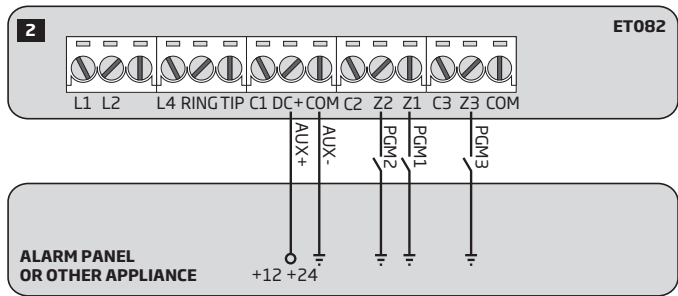 2
ET082
L1 L2 L4 RING TIP C1 DC+ COM C2 Z2 Z1 C3 Z3 COM
AUX+
AUX-
PGM2
PGM1
PGM3
ALARM PANEL
OR OTHER APPLIANCE
+12 +24